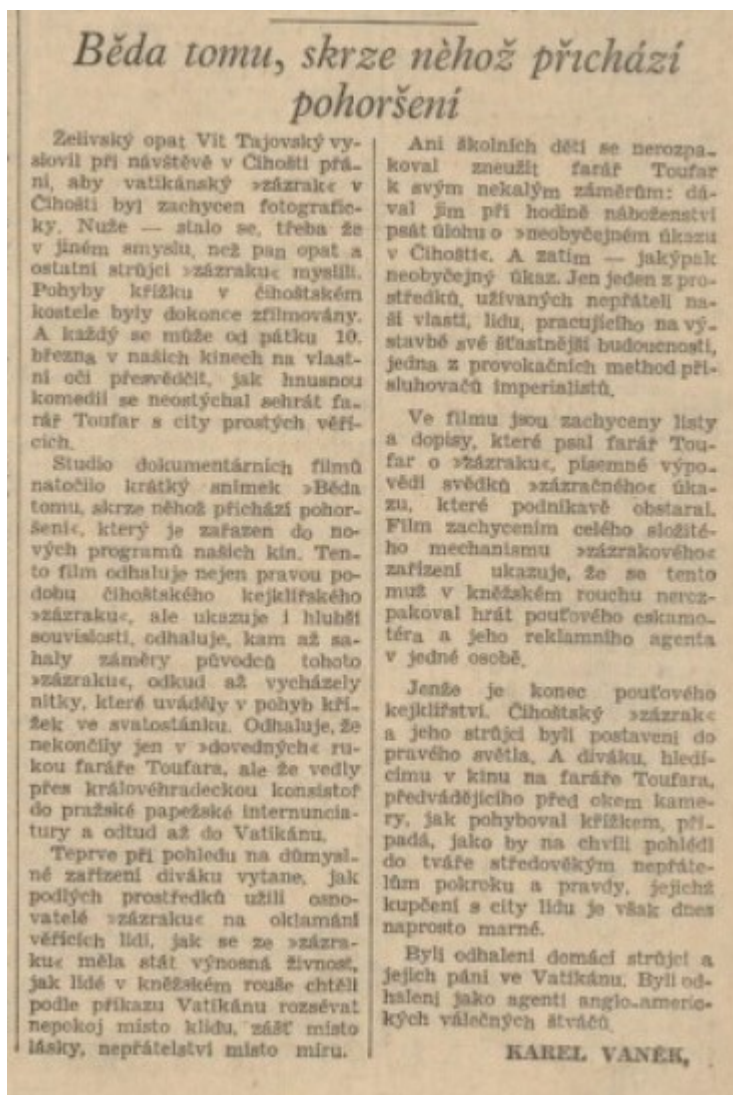 Běda tomu, skrze něhož přichází
pohoršení
Želivský opat Vít Tajovský vy-
slovil při návštěvě v Číhošti přá-
ní, aby vatikánský »zázrak« v
Číhošti byl zachycen fotografic-
ky. Nuže — stalo se, třeba že
v jiném smyslu, než pan opat a
ostatní strůjci »zázraku« myslili.
Pohyby křížku v číhoštském
kostele byly dokonce zfilmovány.
A každý se může od pátku 10.
března v našich kinech na vlast-
ní oči přesvědčit, jak hnusnou
komedii se neostýchal sehrát fa-
rář Toufar s city prostých věří-
cích.
Studio dokumentárních filmů
natočilo krátký snímek »Běda
tomu, skrze něhož přichází pohor-
šení«, který je zařazen do no-
vých programů našich kin. Ten-
to film odhaluje nejen pravou po-
dobu číhoštského kejklířského
»zázraku«, ale ukazuje i hlubší
souvislosti, odhaluje, kam až sa-
haly záměry původců tohoto
»zázraku«, odkud až vycházely
nitky, které uváděly v pohyb kří-
žek ve svatostánku. Odhaluje, že
nekončily jen v »dovedných« ru-
kou faráře Toufara, ale že vedly
přes královéhradeckou konsistoř
do pražské papežské internuncia-
tury a odtud až do Vatikánu.
Teprve při pohledu na důmysl-
né zařízení diváku vytane, jak
podlých prostředků užili osno-
vatelé »zázraku« na oklamání
věřících lidí, jak se ze »zázra-
ku« měla stát výnosná živnost,
jak lidé v kněžském rouše chtěli
podle příkazu Vatikánu rozsévat
nepokoj místo klidu, zášť místo
lásky, nepřátelství místo míru.
Ani školních dětí se nerozpa-
koval zneužít farář Toufar
k svým nekalým záměrům: dá-
val jim při hodině náboženství
psát úlohu o »neobyčejném úkazu
v Číhošti«. A zatím — jakýpak
neobyčejný úkaz. Jen jeden z pro-
středků, užívaných nepřáteli na-
ší vlasti, lidu, pracujícího na vý-
stavbě své šťastnější budoucnosti,
jedna z provokačních method při-
sluhovačů imperialistů.
Ve filmu jsou zachyceny listy
a dopisy, které psal farář Tou-
far o »zázraku«, písemné výpo-
vědi svědků »zázračného« úka-
zu, které podnikavě obstaral.
Film zachycením celého složité-
ho mechanismu »zázrakového«
zařízení ukazuje, že se tento
muž v kněžském rouchu neroz-
pakoval hrát pouťového eskamo-
téra a jeho reklamního agenta
v jedné osobě.
Jenže je konec pouťového
kejklířství. Číhošťský »zázrak«
a jeho strůjci byli postaveni do
pravého světla. A diváku, hledí-
címu v kinu na faráře Toufara,
předvádějícího před okem kame-
ry, jak pohyboval křížkem, při-
padá, jako by na chvíli pohlédl
do tváře středověkým nepřáte-
lům pokroku a pravdy, jejichž
kupčení s city lidu je však dnes
naprosto marné.
Byli odhaleni domácí strůjci a
jejich páni ve Vatikánu. Byli od-
haleni jako agenti anglo-americ-
kých válečných štváčů.
KAREL VANĚK,